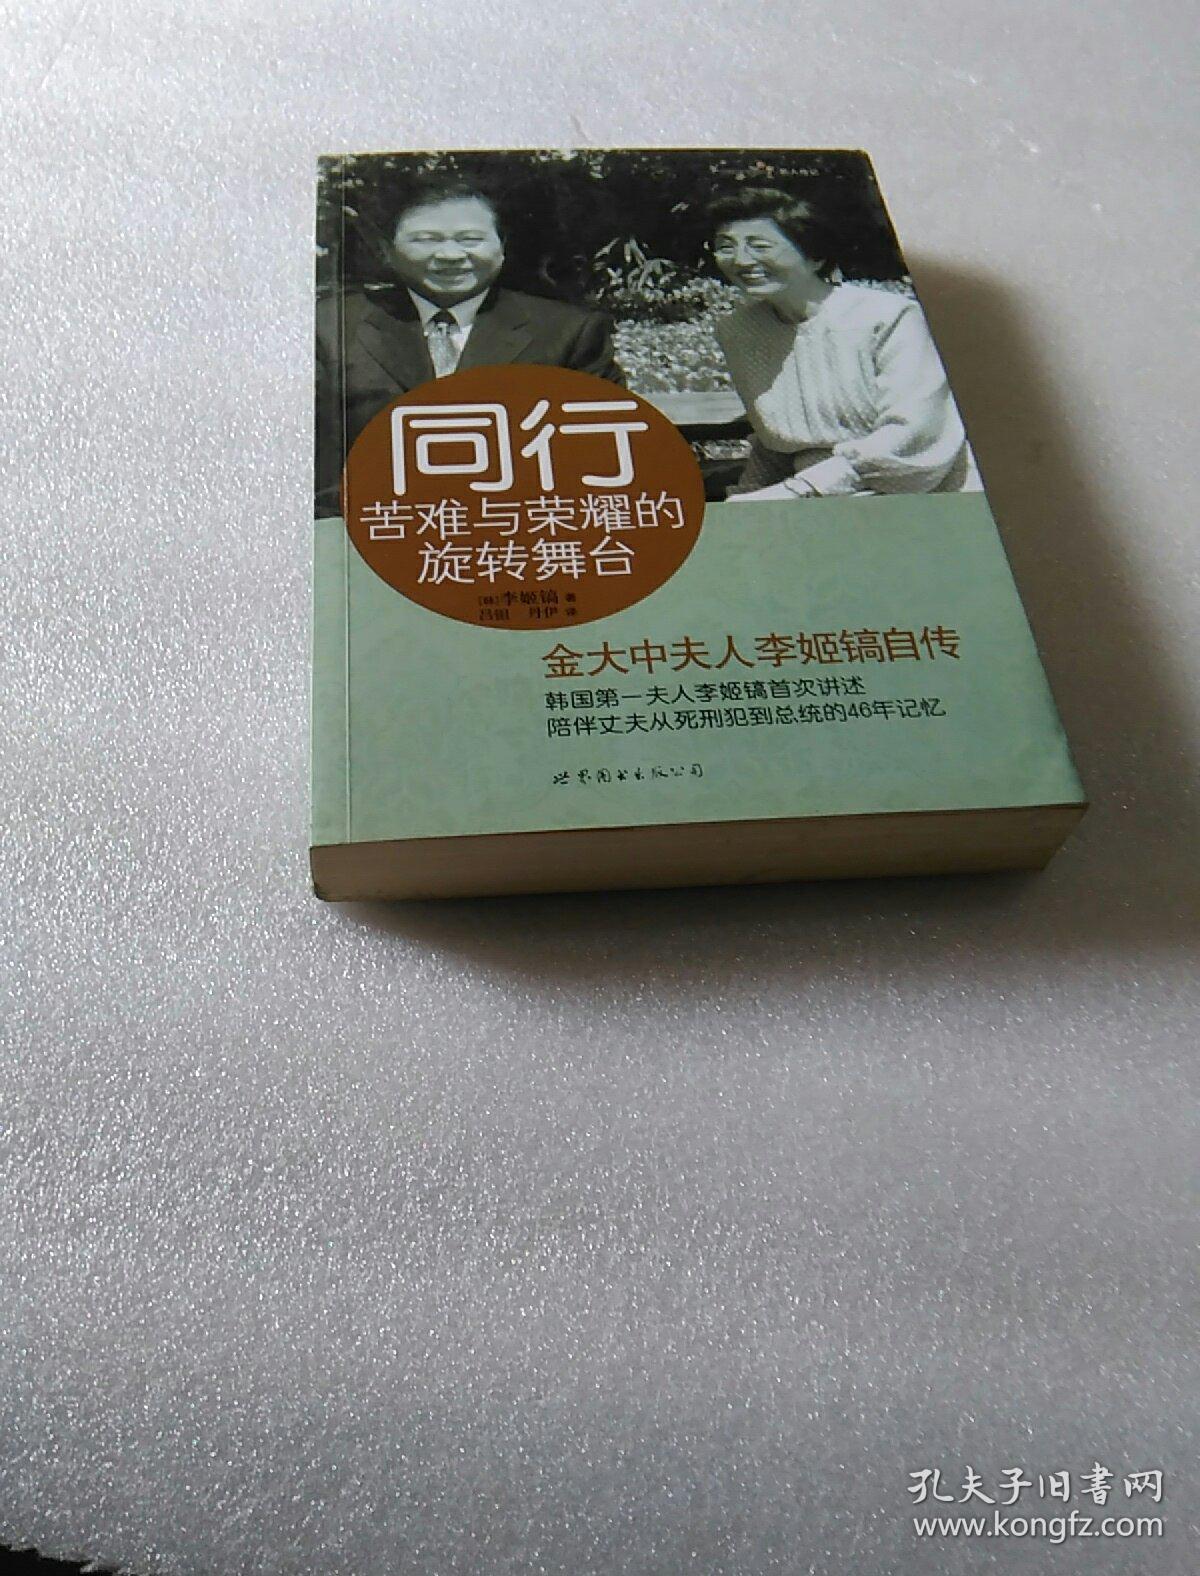 名人传记
同行
苦难与荣耀的
旋转舞台
[韩]李姬镐 著
吕钼 丹伊 译
金大中夫人李姬镐自传
韩国第一夫人李姬镐首次讲述
陪伴丈夫从死刑犯到总统的46年记忆
世界图书出版公司
孔夫子旧书网
www.kongfz.com